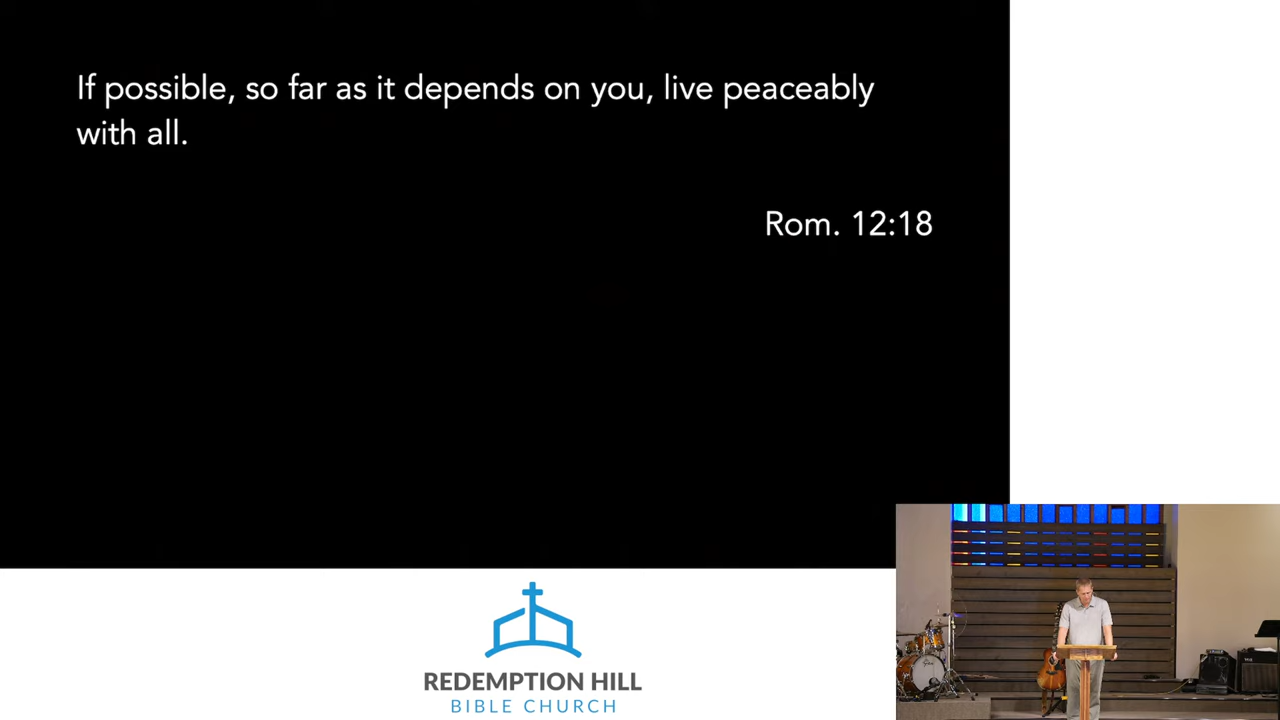 If possible, so far as it depends on you, live peaceably
with all.
Rom. 12:18
REDEMPTION HILL
BIBLE CHURCH